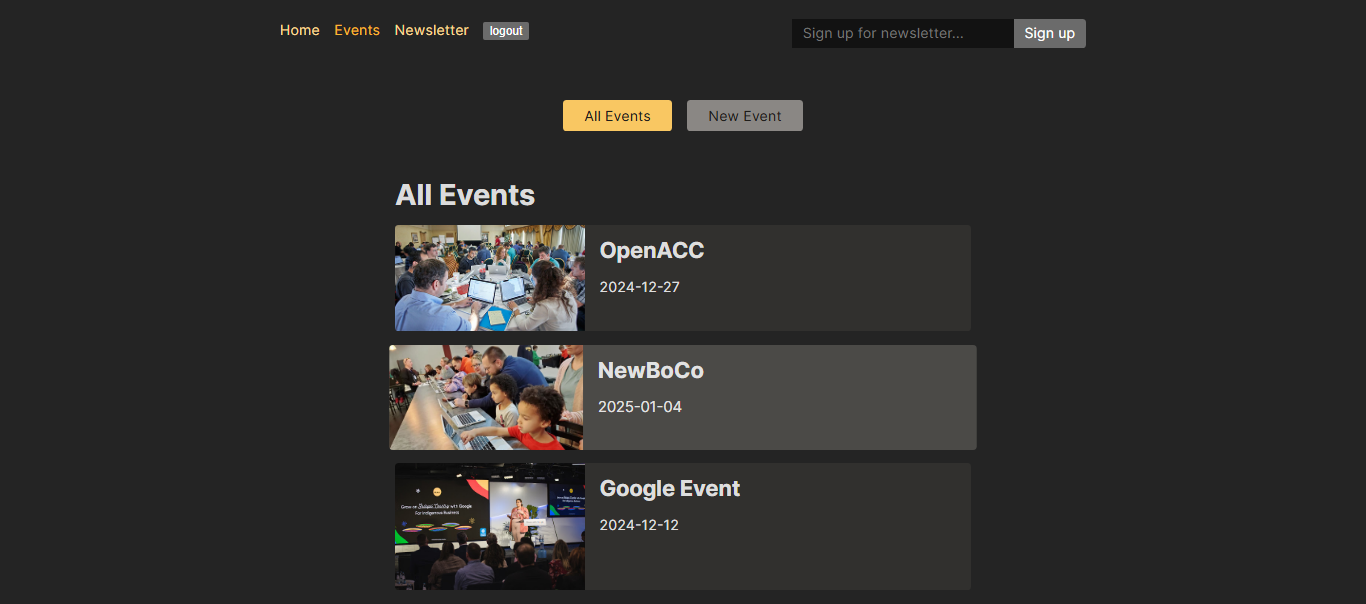 Home Events Newsletter logout Sign up for newsletter... Sign up
All Events New Event
All Events
OpenACC
2024-12-27
NewBoCo
2025-01-04
Google Event
2024-12-12